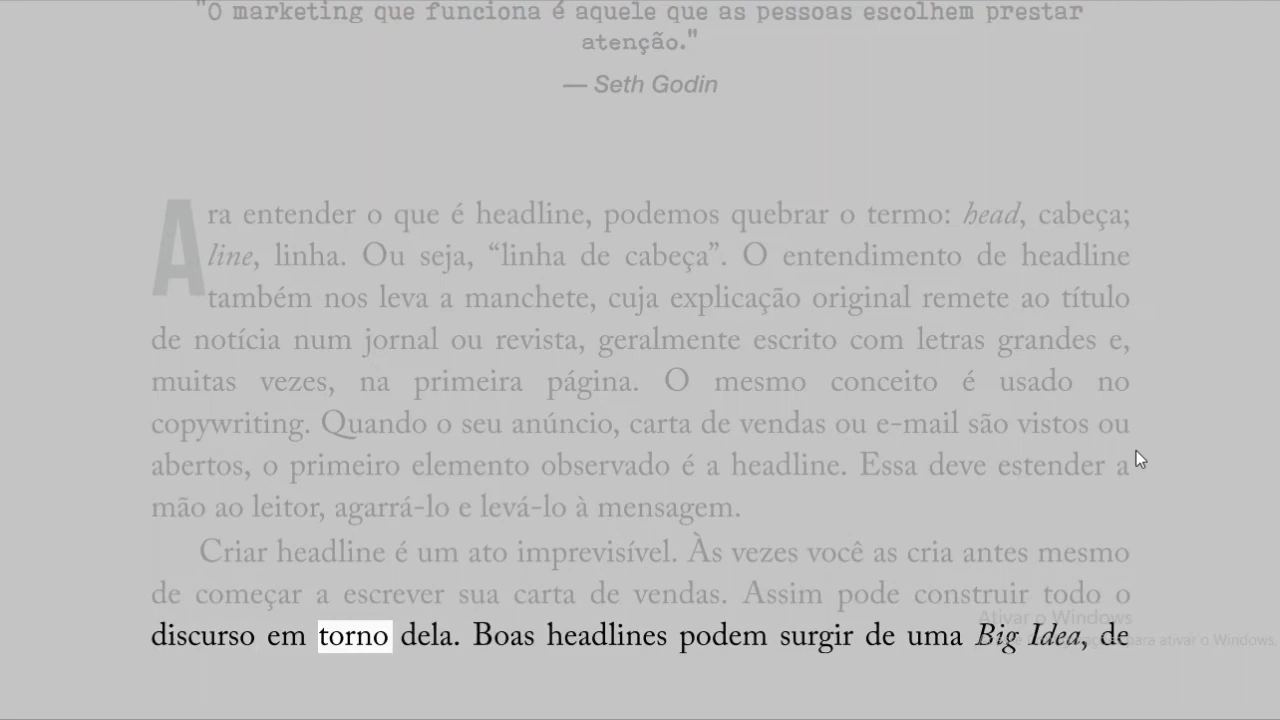 "O marketing que funciona é aquele que as pessoas escolhem prestar
atenção."
— Seth Godin
Ara entender o que é headline, podemos quebrar o termo: head, cabeça;
line, linha. Ou seja, “linha de cabeça”. O entendimento de headline
também nos leva a manchete, cuja explicação original remete ao título
de notícia num jornal ou revista, geralmente escrito com letras grandes e,
muitas vezes, na primeira página. O mesmo conceito é usado no
copywriting. Quando o seu anúncio, carta de vendas ou e-mail são vistos ou
abertos, o primeiro elemento observado é a headline. Essa deve estender a
mão ao leitor, agarrá-lo e levá-lo à mensagem.
Criar headline é um ato imprevisível. Às vezes você as cria antes mesmo
de começar a escrever sua carta de vendas. Assim pode construir todo o
discurso em torno dela. Boas headlines podem surgir de uma Big Idea, de
Ativar o Windows
para ativar o Windows.